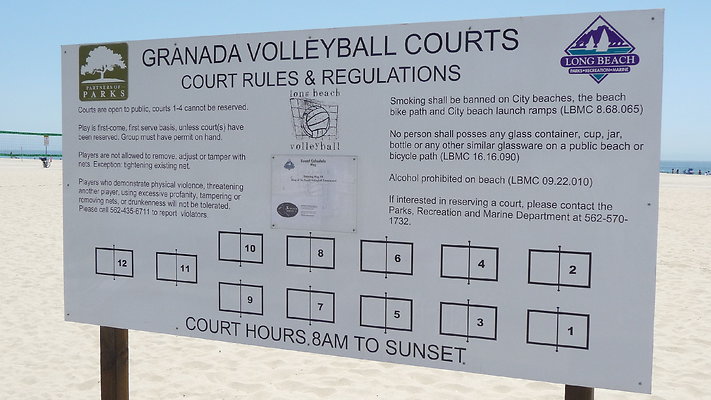 GRANADA VOLLEYBALL COURTS
COURT RULES & REGULATIONS
PARTNERS OF
PARKS
LONG BEACH
PARKS•RECREATION•MARINE
Courts are open to public, courts 1-4 cannot be reserved.
Play is first-come, first serve basis, unless court(s) have
been reserved. Group must have permit on hand.
Players are not allowed to remove, adjust or tamper with
nets. Exception: tightening existing net.
Players who demonstrate physical violence, threatening
another player, using excessive profanity, tampering or
removing nets, or drunkenness will not be tolerated.
Please call 562-435-6711 to report violators.
long beach
volleyball
Event Schedule
May
Smoking shall be banned on City beaches, the beach
bike path and City beach launch ramps (LBMC 8.68.065)
No person shall posses any glass container, cup, jar,
bottle or any other similar glassware on a public beach or
bicycle path (LBMC 16.16.090)
Alcohol prohibited on beach (LBMC 09.22.010)
If interested in reserving a court, please contact the
Parks, Recreation and Marine Department at 562-570-
1732.
12 11 10 8 6 4 2
9 7 5 3 1
COURT HOURS 8AM TO SUNSET